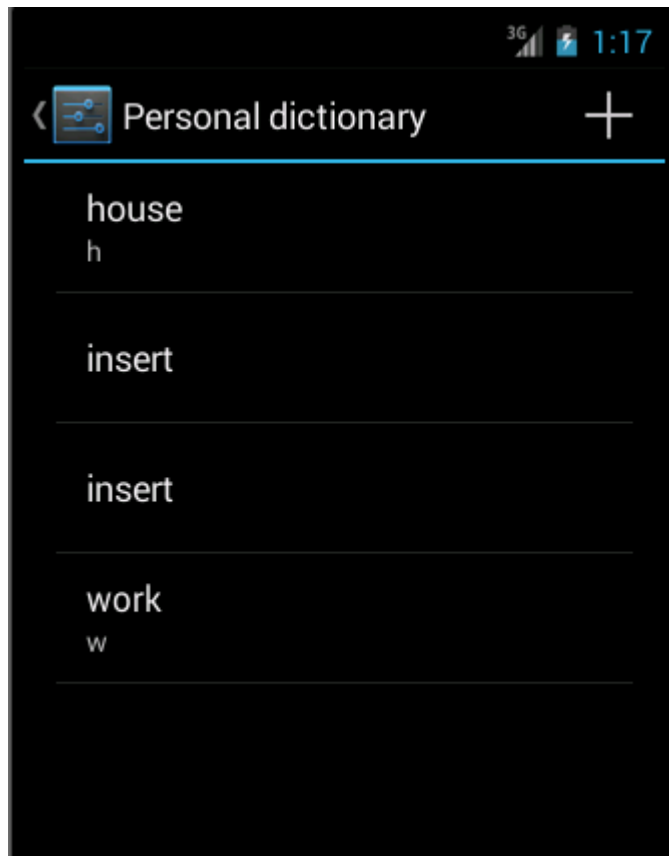 3G 1:17
Personal dictionary
house
h
insert
insert
work
w